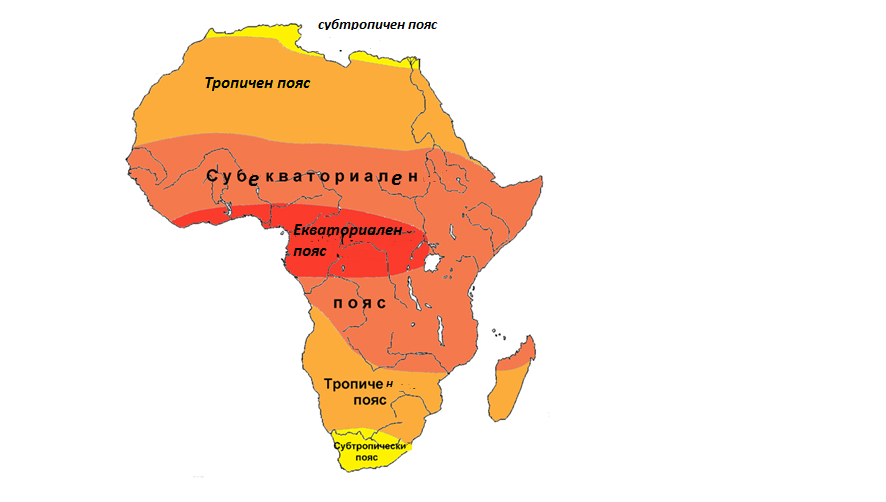 субтропичен пояс
Тропичен пояс
Субекваториален
Екваториален
пояс
пояс
Тропичен
пояс
Субтропически
пояс